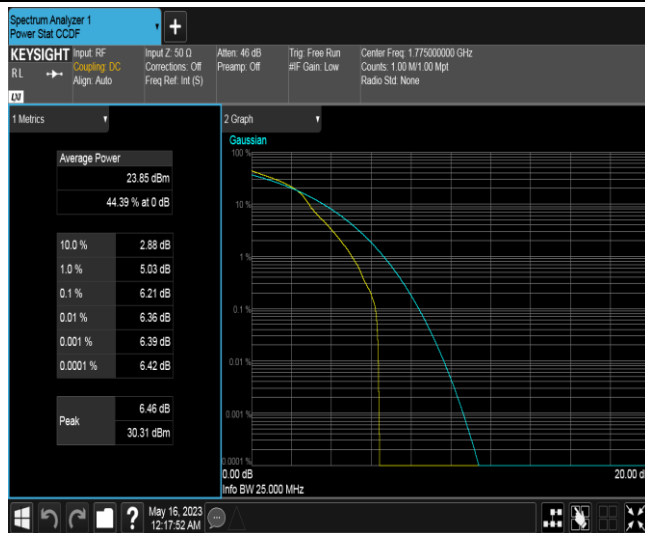 Spectrum Analyzer 1
Power Stat CCDF
+
KEYSIGHT
RL
Input: RF
Coupling: DC
Align: Auto
Input Z: 50 Ω
Corrections: Off
Freq Ref: Int (S)
Atten: 46 dB
Preamp: Off
Trig: Free Run
#IF Gain: Low
Center Freq: 1.775000000 GHz
Counts: 1.00 M/1.00 Mpt
Radio Std: None
1 Metrics
Average Power
23.85 dBm
44.39 % at 0 dB
10.0 % 2.88 dB
1.0 % 5.03 dB
0.1 % 6.21 dB
0.01 % 6.36 dB
0.001 % 6.39 dB
0.0001 % 6.42 dB
Peak
6.46 dB
30.31 dBm
2 Graph
Gaussian
100 %
10 %
1 %
0.1 %
0.01 %
0.001 %
0.0001 %
0.00 dB
20.00 d
Info BW 25.000 MHz
?
May 16, 2023
12:17:52 AM